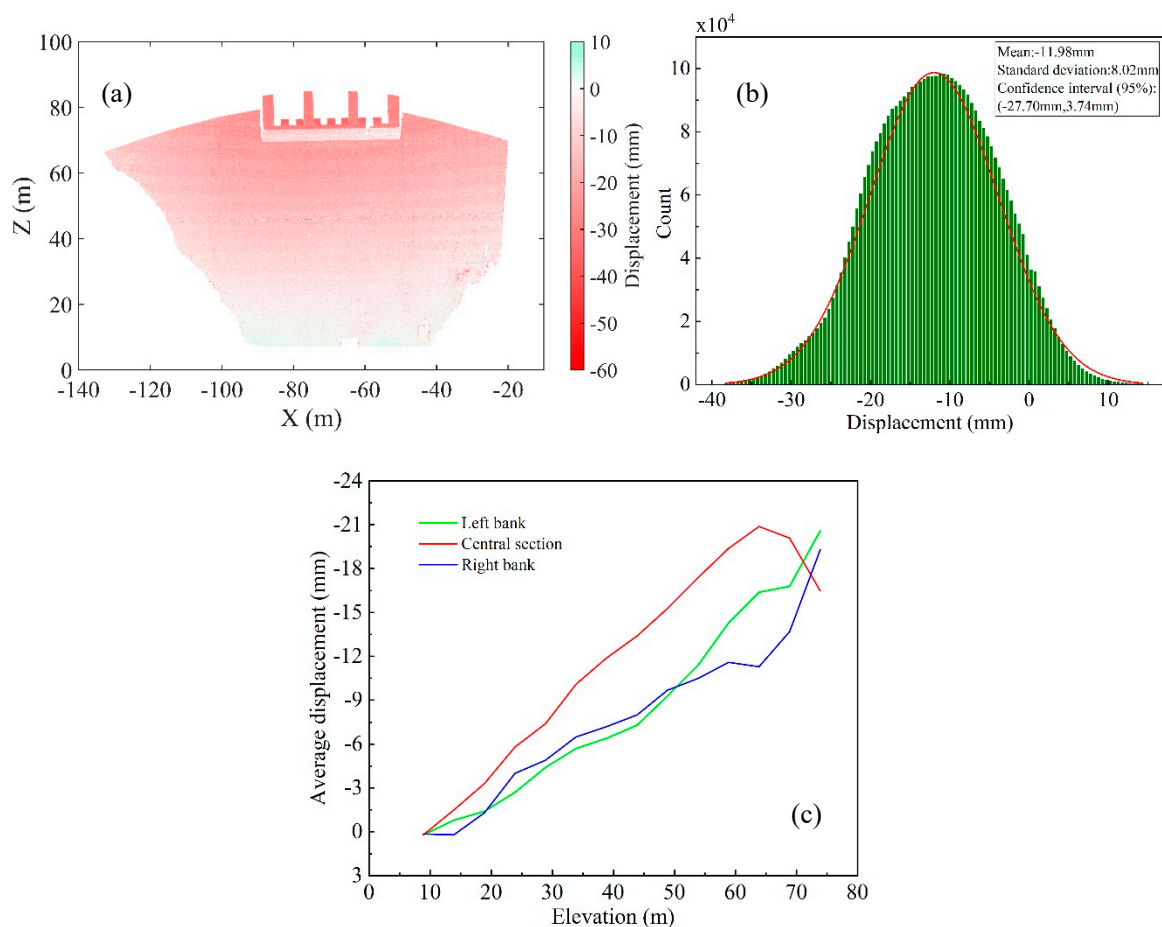 (a)
100
80
60
40
20
0
Z (m)
-140 -120 -100 -80 -60 -40 -20
X (m)
10
0
-10
-20
-30
-40
-50
-60
Displacement (mm)
x10⁴
(b)
Mean:-11.98mm
Standard deviation:8.02mm
Confidence interval (95%):
(-27.70mm,3.74mm)
10
8
6
4
2
0
Count
-40 -30 -20 -10 0 10
Displacement (mm)
-24
-21
-18
-15
-12
-9
-6
-3
0
3
Average displacement (mm)
Left bank
Central section
Right bank
(c)
0 10 20 30 40 50 60 70 80
Elevation (m)